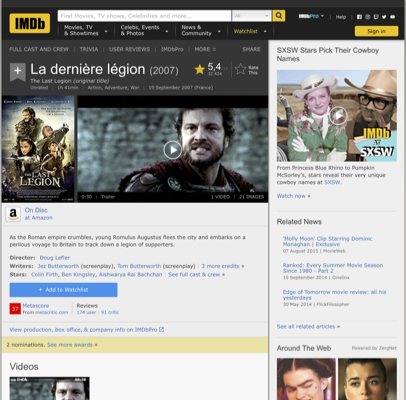 IMDb
Find Movies, TV shows, Celebrities and more...
All
IMDbPro
Help
Movies, TV
& Showtimes
Celebs, Events
& Photos
News &
Community
Watchlist
Sign in
FULL CAST AND CREW | TRIVIA | USER REVIEWS | IMDbPro | MORE
SHARE
La dernière légion (2007)
The Last Legion (original title)
Unrated | 1h 41min | Action, Adventure, War | 19 September 2007 (France)
5,4
Rate
This
THE LAST
LEGION
0:30 | Trailer
1 VIDEO | 21 IMAGES
On Disc
at Amazon
As the Roman empire crumbles, young Romulus Augustus flees the city and embarks on a
perilous voyage to Britain to track down a legion of supporters.
Director: Doug Lefler
Writers: Jez Butterworth (screenplay), Tom Butterworth (screenplay) | 3 more credits »
Stars: Colin Firth, Ben Kingsley, Aishwarya Rai Bachchan | See full cast & crew »
+ Add to Watchlist
37
Metascore
From metacritic.com
Reviews
174 user | 91 critic
View production, box office, & company info on IMDbPro
2 nominations. See more awards »
Videos
SXSW Stars Pick Their Cowboy
Names
IMDb
AT
SXSW
From Princess Blue Rhino to Pumpkin
McSorley's, stars reveal their very unique
cowboy names at SXSW.
Watch now »
Related News
'Molly Moon' Clip Starring Dominic
Monaghan | Exclusive
07 August 2015 | MovieWeb
Ranked: Every Summer Movie Season
Since 1980 - Part 2
15 September 2014 | Cinelinx
Edge of Tomorrow movie review: all his
yesterdays
30 May 2014 | FlickFilosopher
See all related articles »
Around The Web
Powered by ZergNet